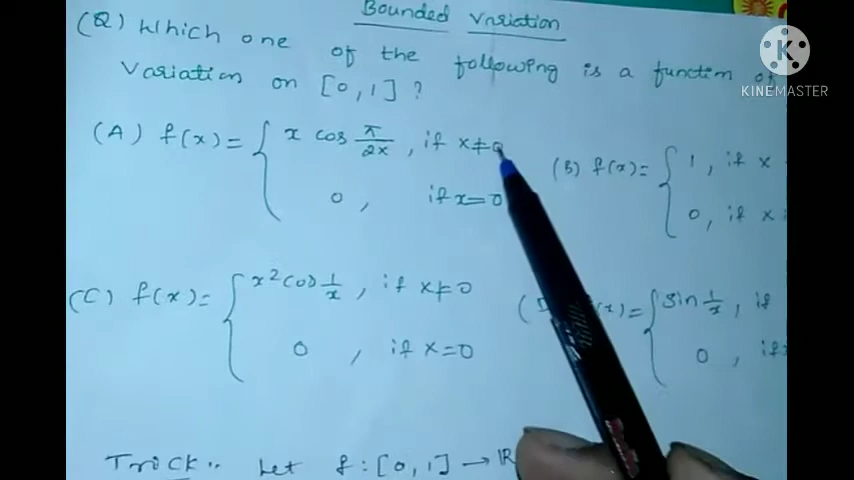 Bounded Variation
(Q) Which one of the following is a function of
variation on [0,1] ?
(A) f(x) = { x cos π/2x , if x≠0
0 , if x=0
(B) f(x) = { 1, if x
0, if x
(C) f(x) = { x² cos 1/x , if x≠0
0 , if x=0
(x) = { sin 1/x , if
0 , if
Trick :. Let f : [0,1] → IR
KINEMASTER